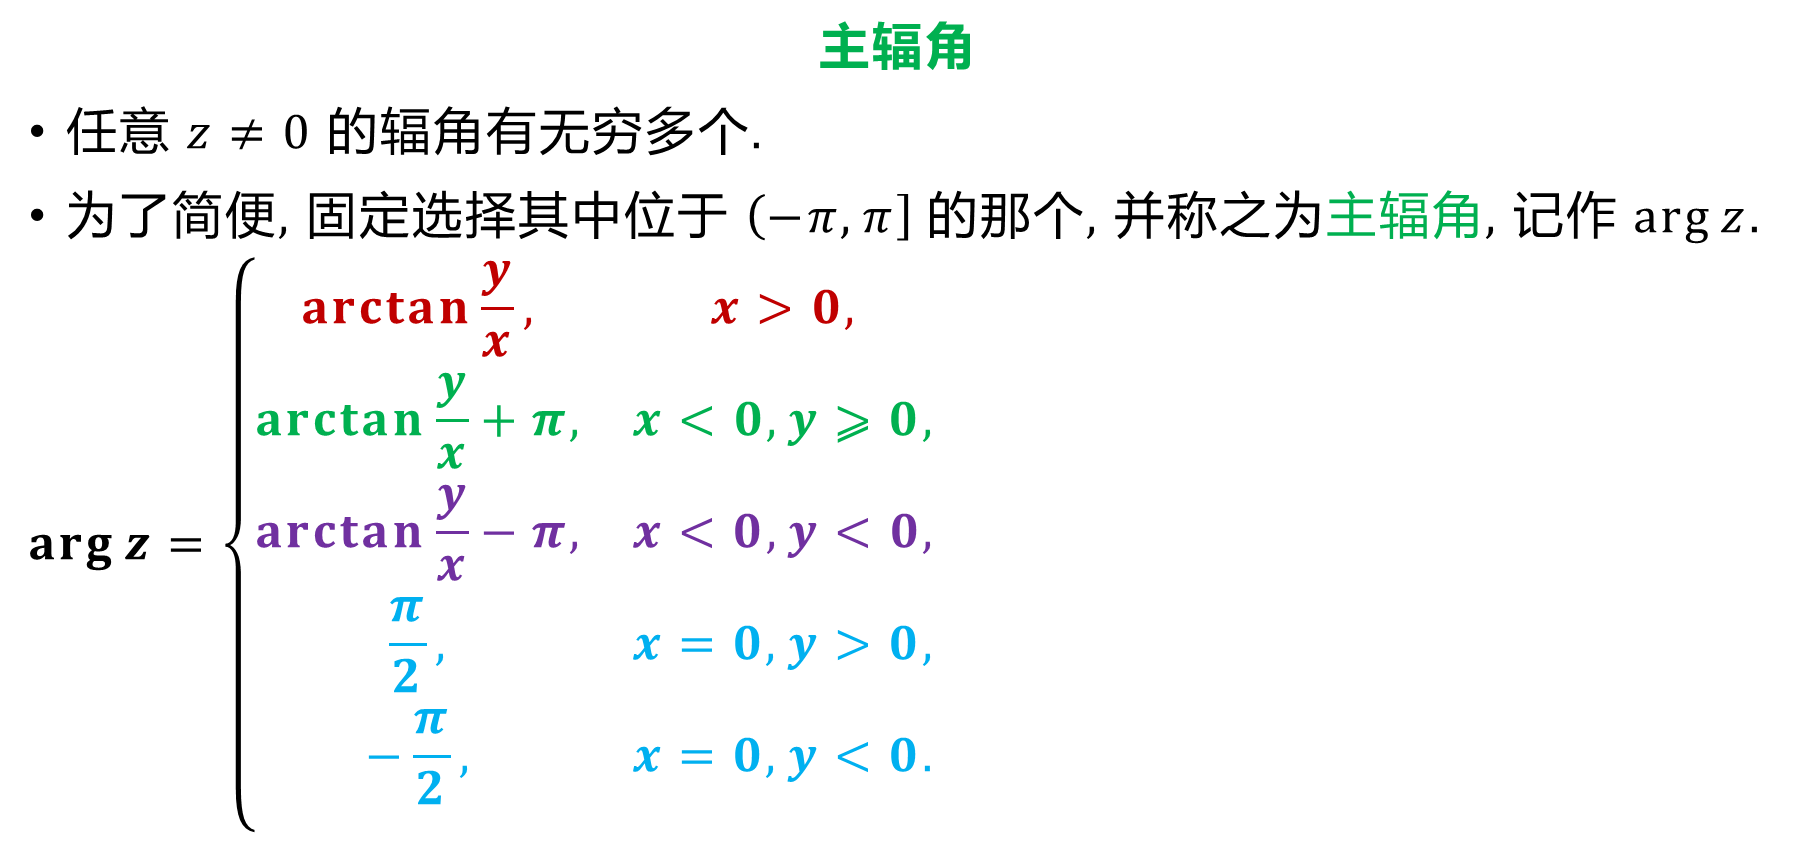 主辐角
• 任意 z ≠ 0 的辐角有无穷多个.
• 为了简便, 固定选择其中位于 (−π, π] 的那个, 并称之为主辐角, 记作 arg z.
arg z = {
arctan y/x, x > 0,
arctan y/x + π, x < 0, y ⩾ 0,
arctan y/x − π, x < 0, y < 0,
π/2, x = 0, y > 0,
−π/2, x = 0, y < 0.